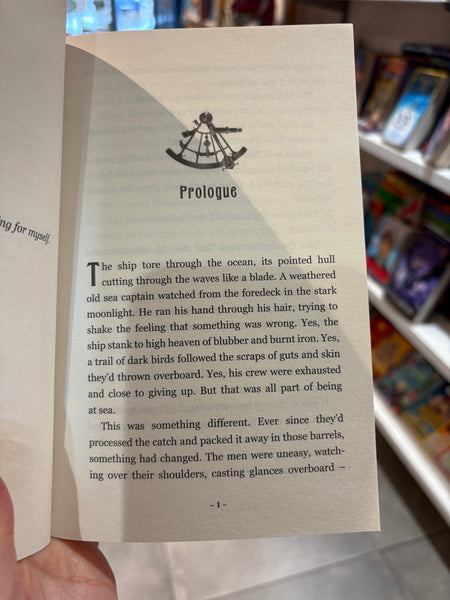 ng for myself.
Prologue
The ship tore through the ocean, its pointed hull
cutting through the waves like a blade. A weathered
old sea captain watched from the foredeck in the stark
moonlight. He ran his hand through his hair, trying to
shake the feeling that something was wrong. Yes, the
ship stank to high heaven of blubber and burnt iron. Yes,
a trail of dark birds followed the scraps of guts and skin
they’d thrown overboard. Yes, his crew were exhausted
and close to giving up. But that was all part of being
at sea.
This was something different. Ever since they’d
processed the catch and packed it away in those barrels,
something had changed. The men were uneasy, watch-
ing over their shoulders, casting glances overboard –
– 1 –